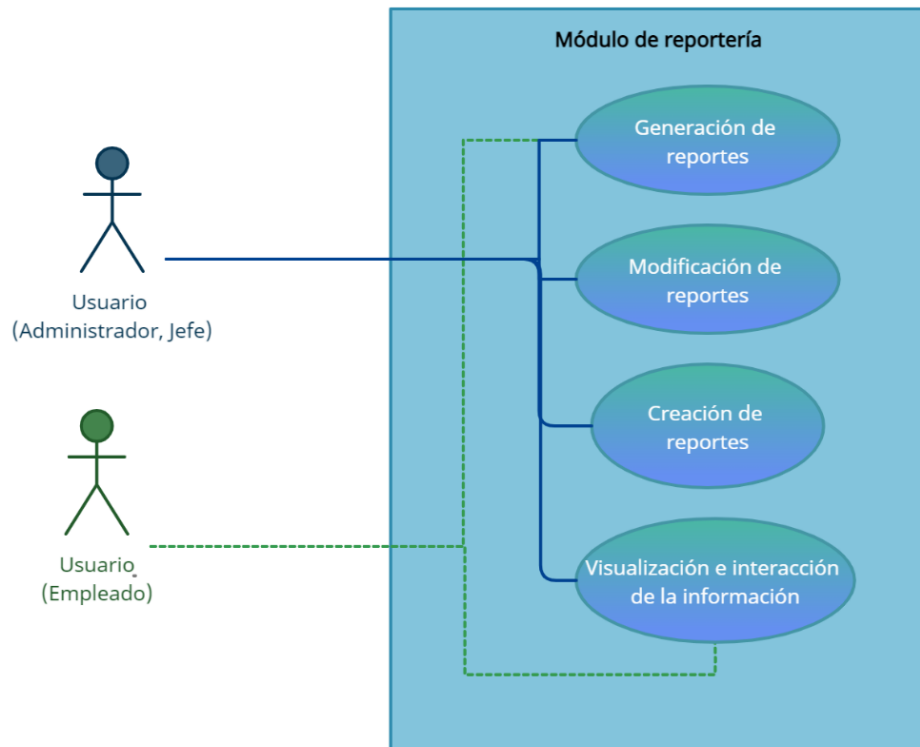 Módulo de reportería
Generación de
reportes
Usuario
(Administrador, Jefe)
Modificación de
reportes
Creación de
reportes
Usuario
(Empleado)
Visualización e interacción
de la información